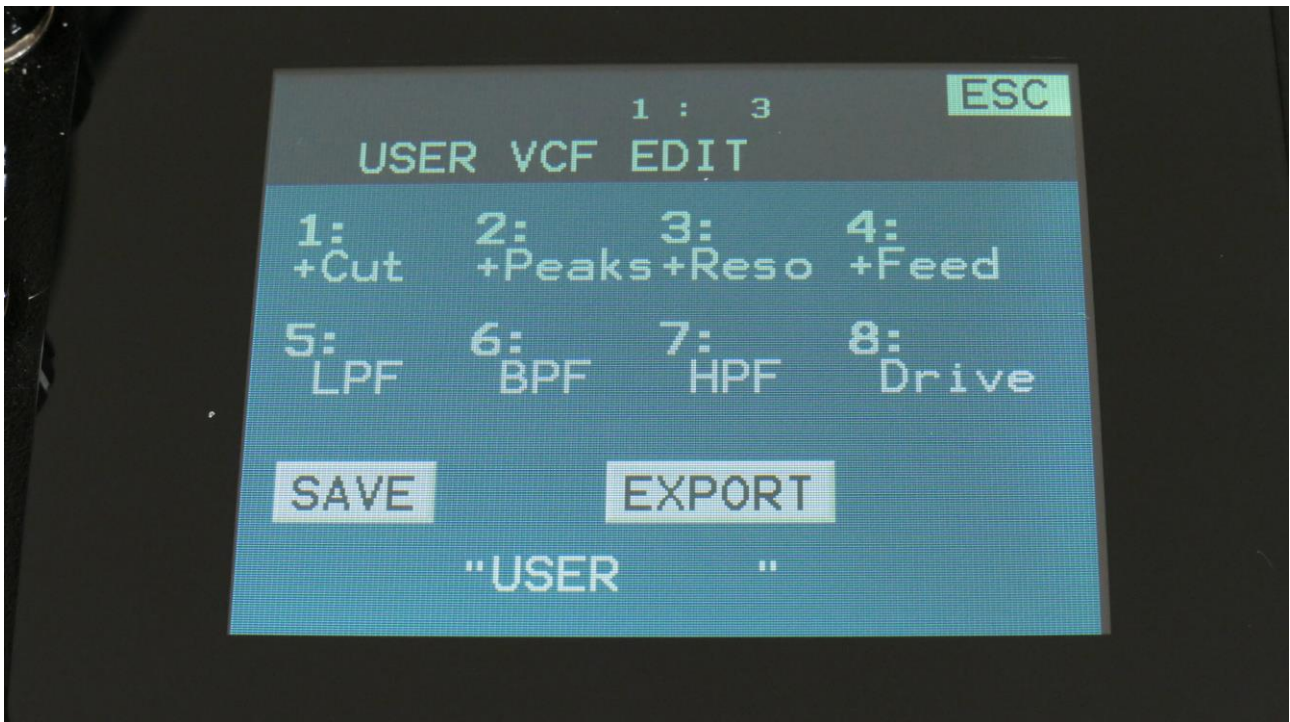 ESC
1 : 3
USER VCF EDIT
1: 2: 3: 4:
+Cut +Peaks+Reso +Feed
5: 6: 7: 8:
LPF BPF HPF Drive
SAVE EXPORT
"USER "